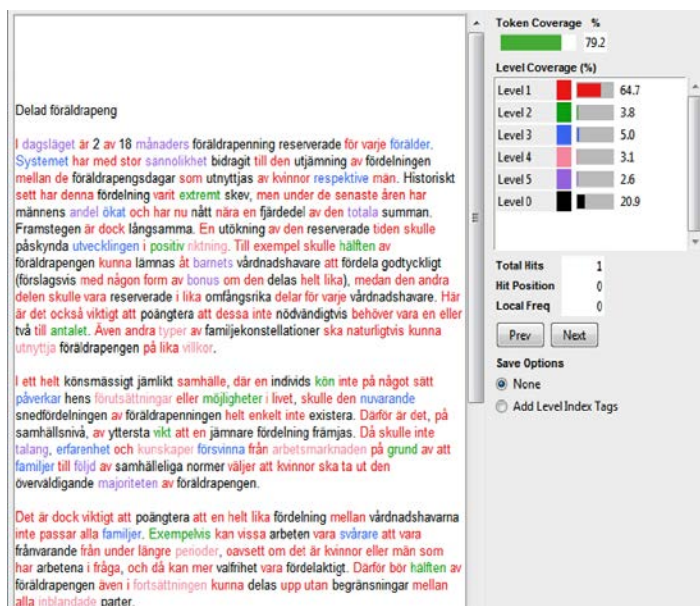 Delad föräldrapeng
I dagsläget är 2 av 18 månaders föräldrapenning reserverade för varje förälder.
Systemet har med stor sannolikhet bidragit till den utjämning av fördelningen
mellan de föräldrapengsdagar som utnyttjas av kvinnor respektive män. Historiskt
sett har denna fördelning varit extremt skev, men under de senaste åren har
männens andel ökat och har nu nått nära en fjärdedel av den totala summan.
Framstegen är dock långsamma. En utökning av den reserverade tiden skulle
påskynda utvecklingen i positiv riktning. Till exempel skulle hälften av
föräldrapengen kunna lämnas åt barnets vårdnadshavare att fördela godtyckligt
(förslagsvis med någon form av bonus om den delas helt lika), medan den andra
delen skulle vara reserverade i lika omfångsrika delar för varje vårdnadshavare. Här
är det också viktigt att poängtera att dessa inte nödvändigtvis behöver vara en eller
två till antalet. Även andra typer av familjekonstellationer ska naturligtvis kunna
utnyttja föräldrapengen på lika villkor.
I ett helt könsmässigt jämlikt samhälle, där en individs kön inte på något sätt
påverkar hens förutsättningar eller möjligheter i livet, skulle den nuvarande
snedfördelningen av föräldrapenningen helt enkelt inte existera. Därför är det, på
samhällsnivå, av yttersta vikt att en jämnare fördelning främjas. Då skulle inte
talang, erfarenhet och kunskaper försvinna från arbetsmarknaden på grund av att
familjer till följd av samhälleliga normer väljer att kvinnor ska ta ut den
överväldigande majoriteten av föräldrapengen.
Det är dock viktigt att poängtera att en helt lika fördelning mellan vårdnadshavarna
inte passar alla familjer. Exempelvis kan vissa arbeten vara svårare att vara
frånvarande från under längre perioder, oavsett om det är kvinnor eller män som
har arbetena i fråga, och då kan mer valfrihet vara fördelaktigt. Därför bör hälften av
föräldrapengen även i fortsättningen kunna delas upp utan begränsningar mellan
alla inblandade parter.
Token Coverage %
79.2
Level Coverage (%)
Level 1 64.7
Level 2 3.8
Level 3 5.0
Level 4 3.1
Level 5 2.6
Level 0 20.9
Total Hits 1
Hit Position 0
Local Freq 0
Prev Next
Save Options
None
Add Level Index Tags